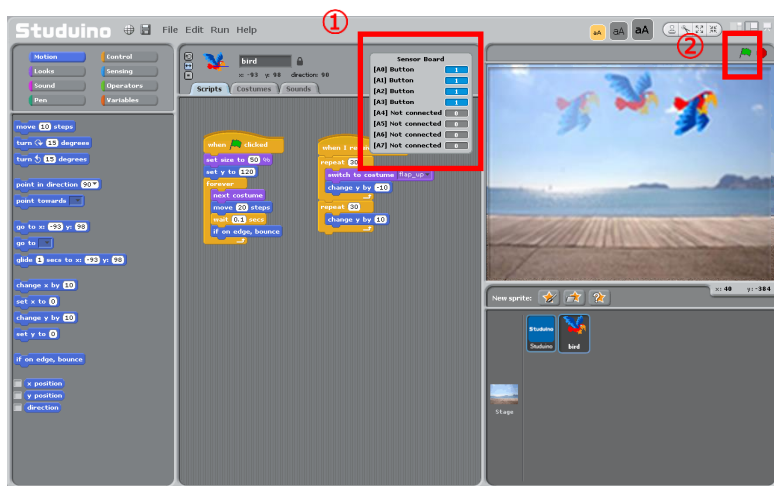 ①
Studuino File Edit Run Help
aA aA aA
②
Motion Control
Looks Sensing
Sound Operators
Pen Variables
bird
x: -93 y: 98 direction: 90
Scripts Costumes Sounds
Sensor Board
[A0] Button 1
[A1] Button 1
[A2] Button 1
[A3] Button 1
[A4] Not connected 0
[A5] Not connected 0
[A6] Not connected 0
[A7] Not connected 0
move 10 steps
turn 15 degrees
turn 15 degrees
point in direction 90
point towards
go to x: -93 y: 98
go to
glide 1 secs to x: -93 y: 98
change x by 10
set x to 0
change y by 10
set y to 0
if on edge, bounce
x position
y position
direction
when clicked
set size to 50 %
set y to 120
forever
next costume
move 20 steps
wait 0.1 secs
if on edge, bounce
when I re
repeat 30
switch to costume flap_up
change y by -10
repeat 30
change y by 10
x: 40 y: -384
New sprite:
Studuino
Studuino bird
Stage